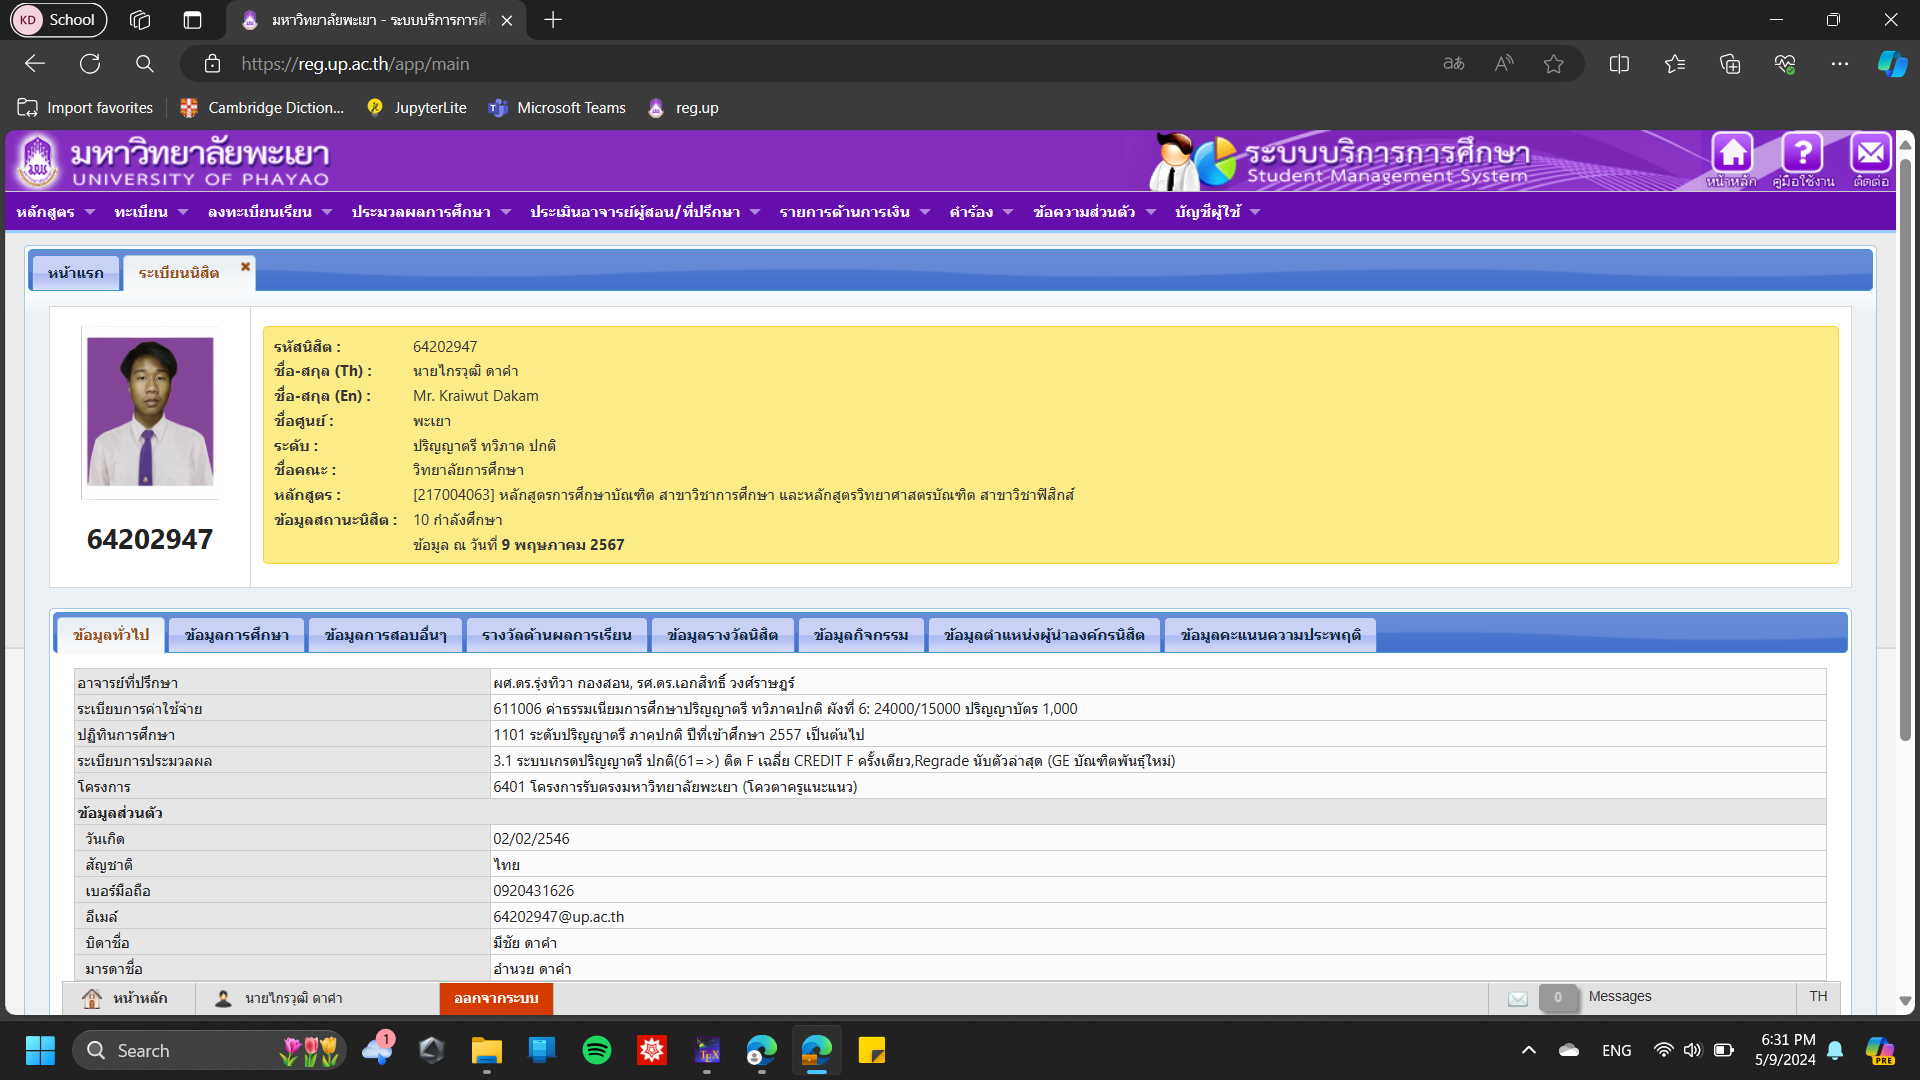 KD School
มหาวิทยาลัยพะเยา - ระบบบริการการศึ
https://reg.up.ac.th/app/main
Import favorites
Cambridge Diction...
JupyterLite
Microsoft Teams
reg.up
มหาวิทยาลัยพะเยา
UNIVERSITY OF PHAYAO
ระบบบริการการศึกษา
Student Management System
หน้าหลัก คู่มือใช้งาน ติดต่อ
หลักสูตร ทะเบียน ลงทะเบียนเรียน ประมวลผลการศึกษา ประเมินอาจารย์ผู้สอน/ที่ปรึกษา รายการด้านการเงิน คำร้อง ข้อความส่วนตัว บัญชีผู้ใช้
หน้าแรก ระเบียนนิสิต
64202947
รหัสนิสิต : 64202947
ชื่อ-สกุล (Th) : นายไกรวุฒิ ดาคำ
ชื่อ-สกุล (En) : Mr. Kraiwut Dakam
ชื่อศูนย์ : พะเยา
ระดับ : ปริญญาตรี ทวิภาค ปกติ
ชื่อคณะ : วิทยาลัยการศึกษา
หลักสูตร : [217004063] หลักสูตรการศึกษาบัณฑิต สาขาวิชาการศึกษา และหลักสูตรวิทยาศาสตรบัณฑิต สาขาวิชาฟิสิกส์
ข้อมูลสถานะนิสิต : 10 กำลังศึกษา
ข้อมูล ณ วันที่ 9 พฤษภาคม 2567
ข้อมูลทั่วไป ข้อมูลการศึกษา ข้อมูลการสอบอื่นๆ รางวัลด้านผลการเรียน ข้อมูลรางวัลนิสิต ข้อมูลกิจกรรม ข้อมูลตำแหน่งผู้นำองค์กรนิสิต ข้อมูลคะแนนความประพฤติ
อาจารย์ที่ปรึกษา ผศ.ดร.รุ่งทิวา กองสอน, รศ.ดร.เอกสิทธิ์ วงศ์ราษฎร์
ระเบียบการค่าใช้จ่าย 611006 ค่าธรรมเนียมการศึกษาปริญญาตรี ทวิภาคปกติ ผังที่ 6: 24000/15000 ปริญญาบัตร 1,000
ปฏิทินการศึกษา 1101 ระดับปริญญาตรี ภาคปกติ ปีที่เข้าศึกษา 2557 เป็นต้นไป
ระเบียบการประมวลผล 3.1 ระบบเกรดปริญญาตรี ปกติ(61=>) ติด F เฉลี่ย CREDIT F ครั้งเดียว,Regrade นับตัวล่าสุด (GE บัณฑิตพันธุ์ใหม่)
โครงการ 6401 โครงการรับตรงมหาวิทยาลัยพะเยา (โควตาครูแนะแนว)
ข้อมูลส่วนตัว
วันเกิด 02/02/2546
สัญชาติ ไทย
เบอร์มือถือ 0920431626
อีเมล์ 64202947@up.ac.th
บิดาชื่อ มีชัย ดาคำ
มารดาชื่อ อำนวย ดาคำ
หน้าหลัก นายไกรวุฒิ ดาคำ ออกจากระบบ 0 Messages TH
Search
1
ENG
6:31 PM
5/9/2024
PRE